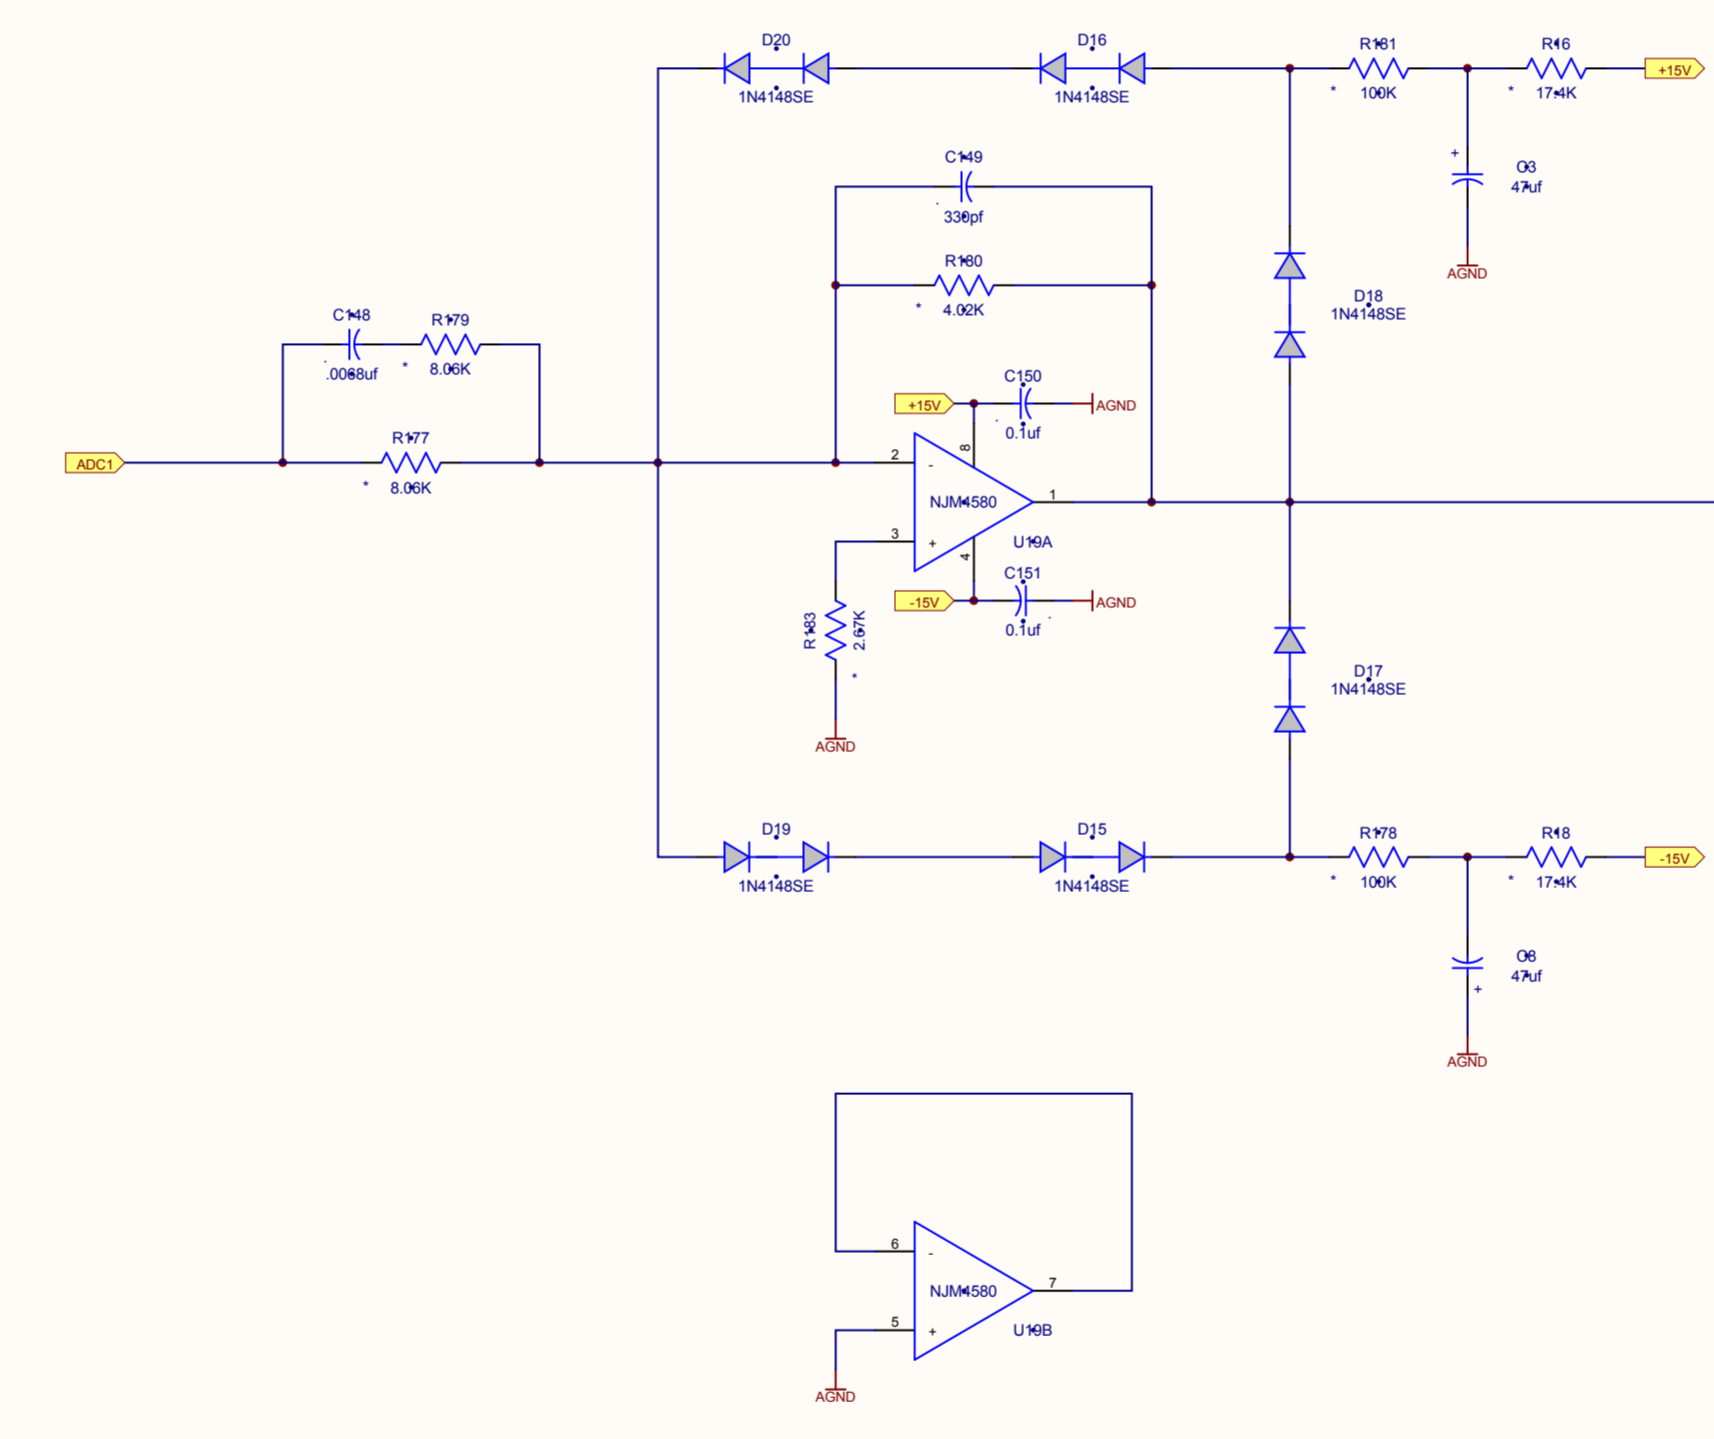 D20
1N4148SE
D16
1N4148SE
R181
* 100K
R16
* 17.4K
+15V
C149
330pf
+
C3
47uf
AGND
R180
* 4.02K
D18
1N4148SE
C148
.0068uf
R179
* 8.06K
+15V
C150
0.1uf
AGND
ADC1
R177
* 8.06K
2
-
8
NJM4580
1
3
+
4
U19A
C151
-15V
0.1uf
AGND
R183
2.67K
*
AGND
D17
1N4148SE
D19
1N4148SE
D15
1N4148SE
R178
* 100K
R18
* 17.4K
-15V
C8
47uf
+
AGND
6
-
NJM4580
7
5
+
U19B
AGND